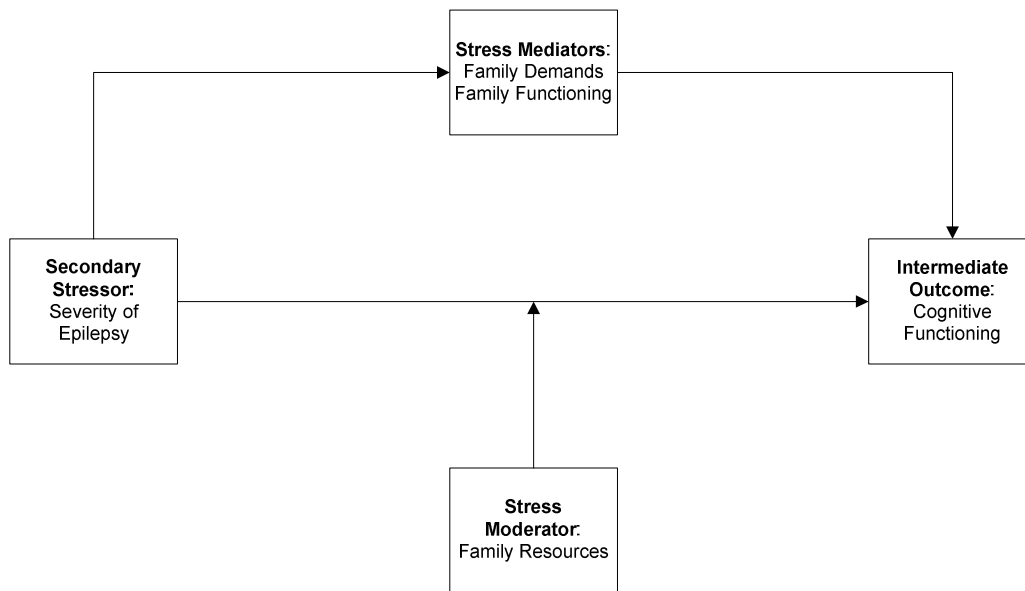 Stress Mediators:
Family Demands
Family Functioning
Secondary
Stressor:
Severity of
Epilepsy
Intermediate
Outcome:
Cognitive
Functioning
Stress
Moderator:
Family Resources